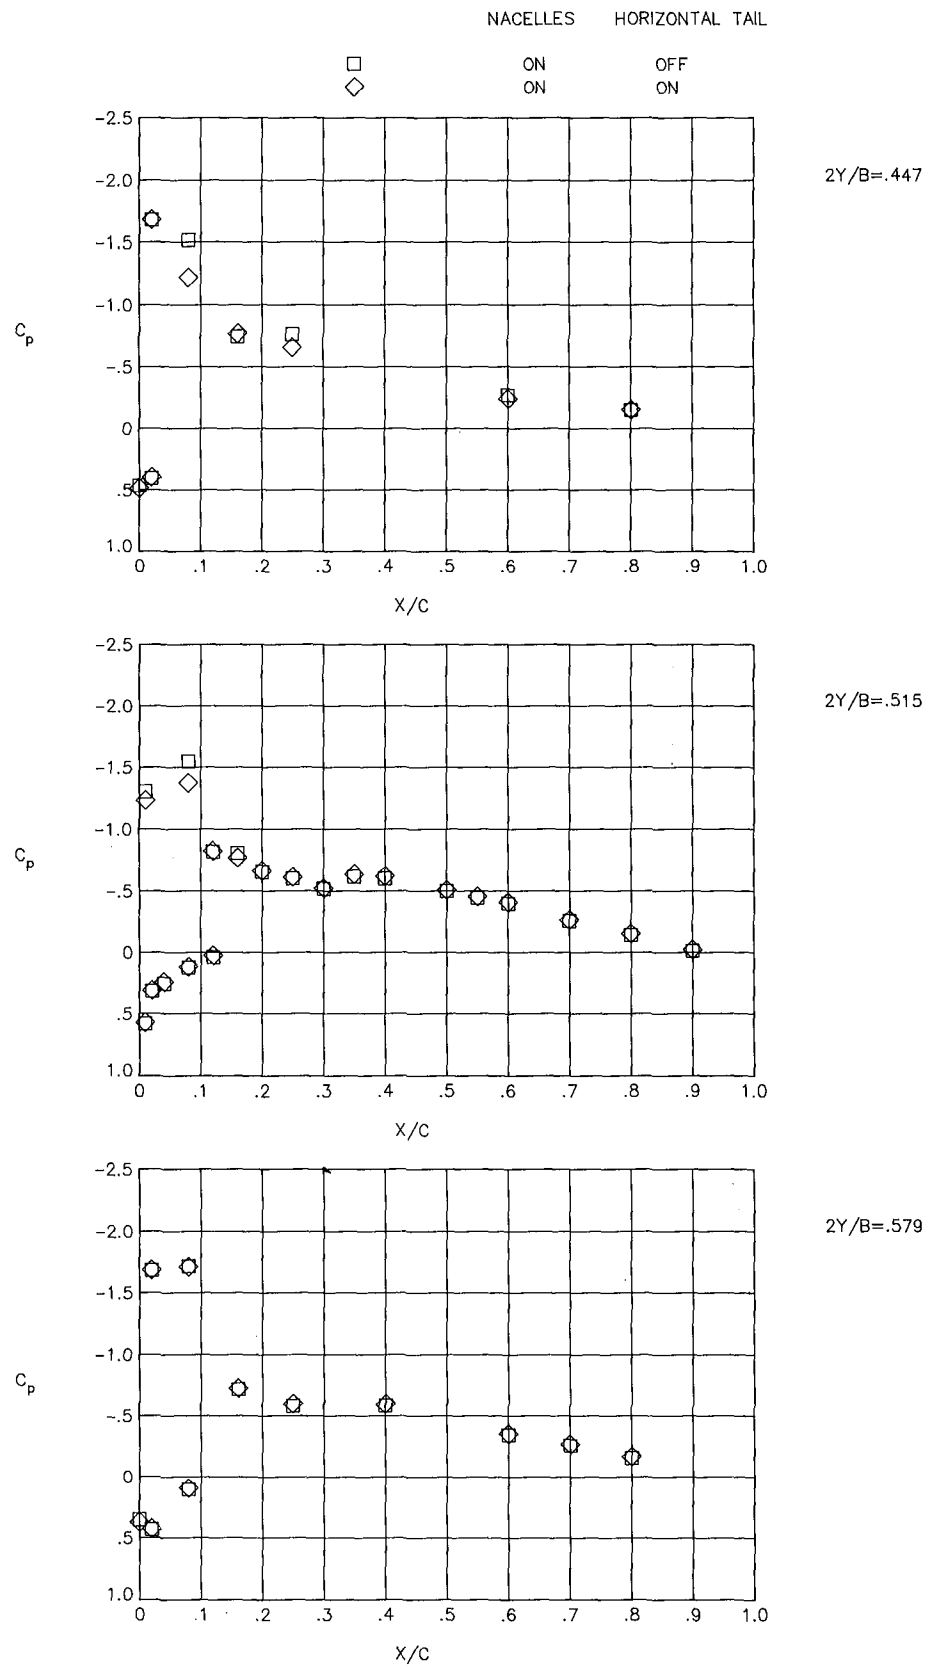 NACELLES HORIZONTAL TAIL
ON OFF
ON ON
2Y/B=.447
-2.5
-2.0
-1.5
-1.0
-.5
0
.5
1.0
Cp
0 .1 .2 .3 .4 .5 .6 .7 .8 .9 1.0
X/C
2Y/B=.515
-2.5
-2.0
-1.5
-1.0
-.5
0
.5
1.0
Cp
0 .1 .2 .3 .4 .5 .6 .7 .8 .9 1.0
X/C
2Y/B=.579
-2.5
-2.0
-1.5
-1.0
-.5
0
.5
1.0
Cp
0 .1 .2 .3 .4 .5 .6 .7 .8 .9 1.0
X/C